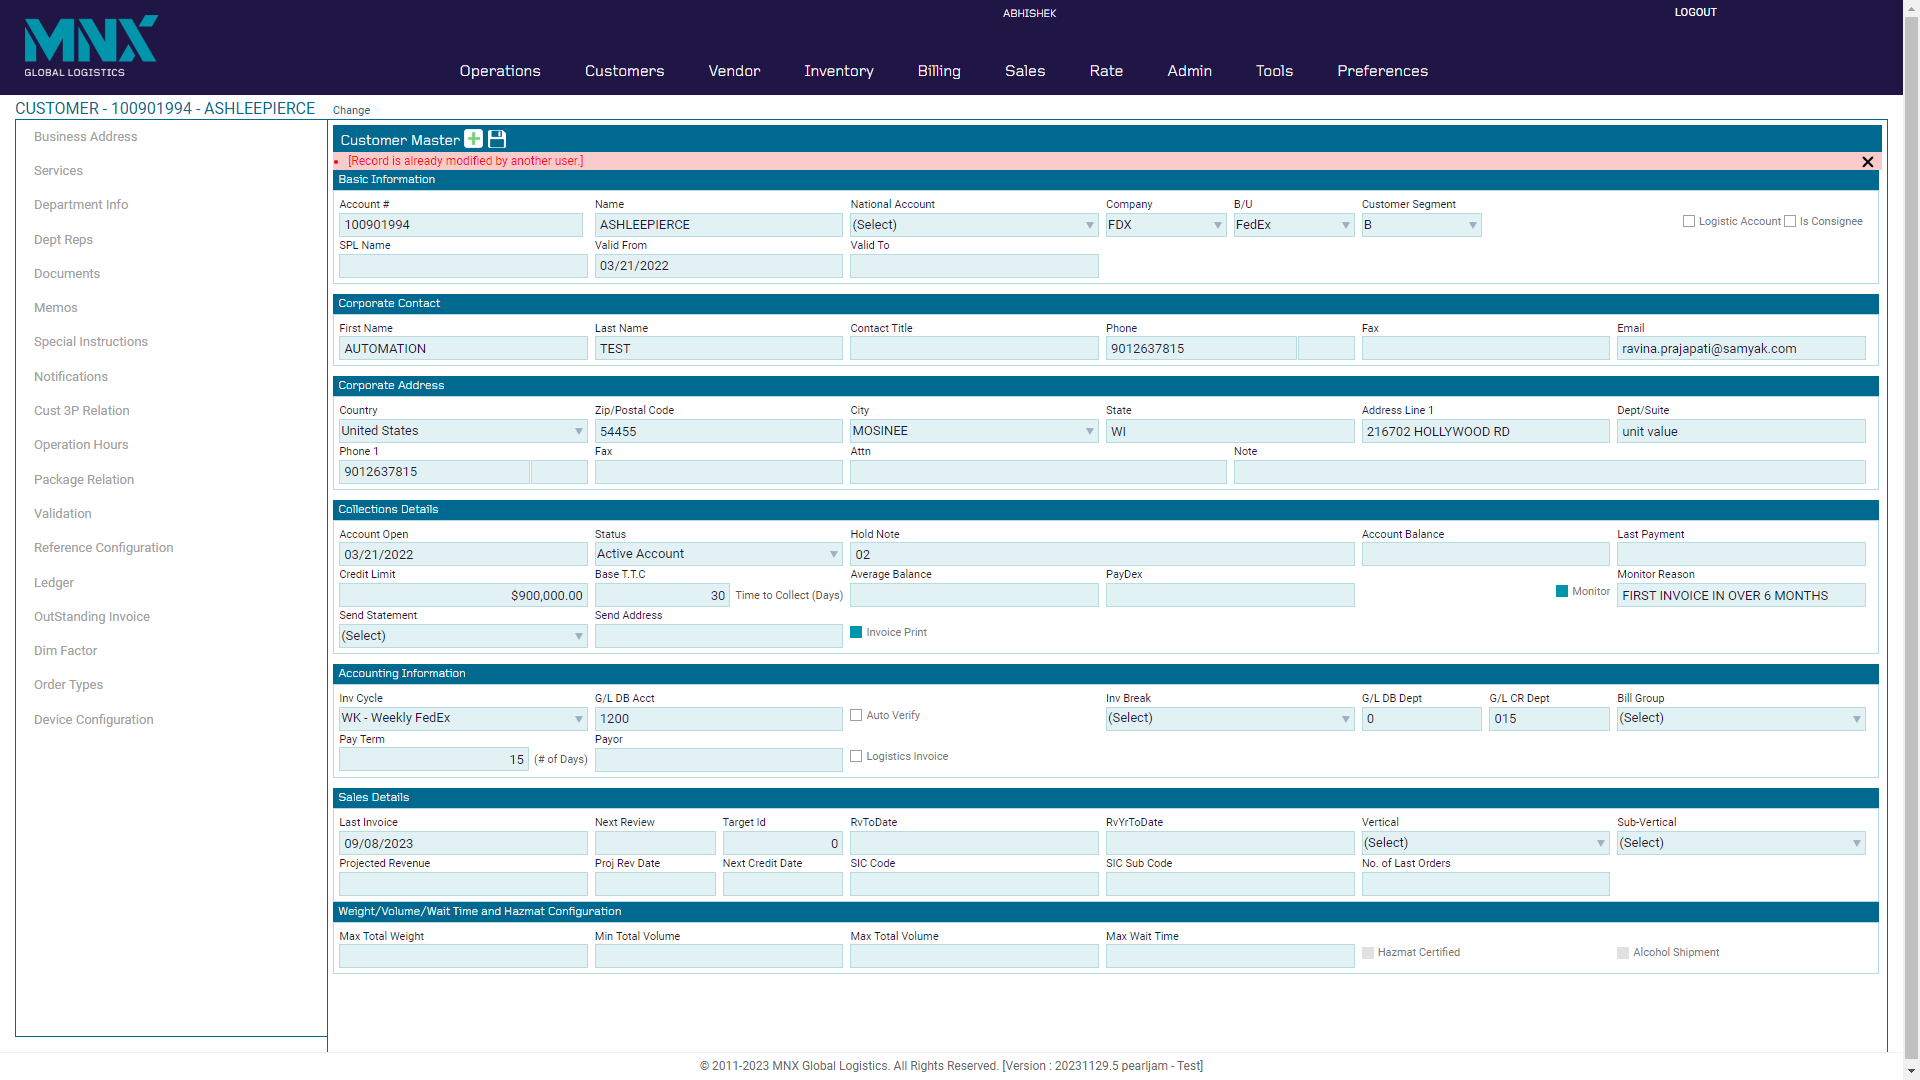 MNX
GLOBAL LOGISTICS
ABHISHEK
LOGOUT
Operations Customers Vendor Inventory Billing Sales Rate Admin Tools Preferences
CUSTOMER - 100901994 - ASHLEEPIERCE Change
Business Address
Services
Department Info
Dept Reps
Documents
Memos
Special Instructions
Notifications
Cust 3P Relation
Operation Hours
Package Relation
Validation
Reference Configuration
Ledger
OutStanding Invoice
Dim Factor
Order Types
Device Configuration
Customer Master
[Record is already modified by another user.]
Basic Information
Account # Name National Account Company B/U Customer Segment
100901994 ASHLEEPIERCE (Select) FDX FedEx B Logistic Account Is Consignee
SPL Name Valid From Valid To
03/21/2022
Corporate Contact
First Name Last Name Contact Title Phone Fax Email
AUTOMATION TEST 9012637815 ravina.prajapati@samyak.com
Corporate Address
Country Zip/Postal Code City State Address Line 1 Dept/Suite
United States 54455 MOSINEE WI 216702 HOLLYWOOD RD unit value
Phone 1 Fax Attn Note
9012637815
Collections Details
Account Open Status Hold Note Account Balance Last Payment
03/21/2022 Active Account 02
Credit Limit Base T.T.C Average Balance PayDex Monitor Reason
$900,000.00 30 Time to Collect (Days) Monitor FIRST INVOICE IN OVER 6 MONTHS
Send Statement Send Address
(Select) Invoice Print
Accounting Information
Inv Cycle G/L DB Acct Inv Break G/L DB Dept G/L CR Dept Bill Group
WK - Weekly FedEx 1200 Auto Verify (Select) 0 015 (Select)
Pay Term Payor
15 (# of Days) Logistics Invoice
Sales Details
Last Invoice Next Review Target Id RvToDate RvYrToDate Vertical Sub-Vertical
09/08/2023 0 (Select) (Select)
Projected Revenue Proj Rev Date Next Credit Date SIC Code SIC Sub Code No. of Last Orders
Weight/Volume/Wait Time and Hazmat Configuration
Max Total Weight Min Total Volume Max Total Volume Max Wait Time
Hazmat Certified Alcohol Shipment
© 2011-2023 MNX Global Logistics. All Rights Reserved. [Version : 20231129.5 pearljam - Test]